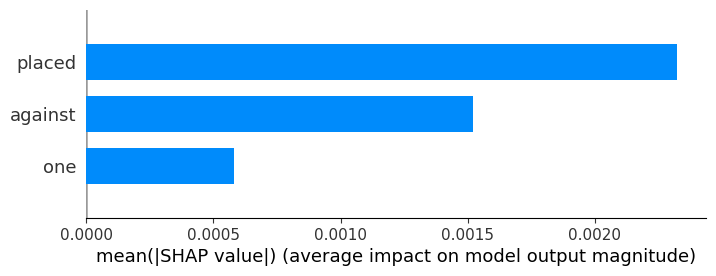 placed
against
one
0.0000 0.0005 0.0010 0.0015 0.0020
mean(|SHAP value|) (average impact on model output magnitude)